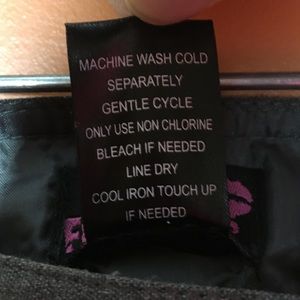 MACHINE WASH COLD
SEPARATELY
GENTLE CYCLE
ONLY USE NON CHLORINE
BLEACH IF NEEDED
LINE DRY
COOL IRON TOUCH UP
IF NEEDED